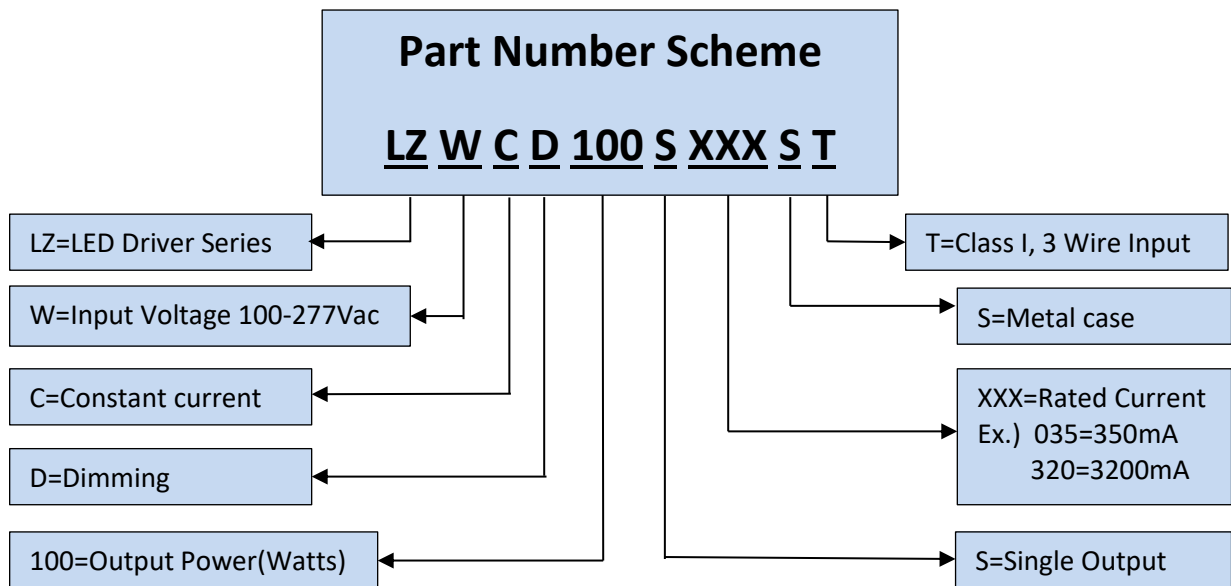 Part Number Scheme
LZ W C D 100 S XXX S T
LZ=LED Driver Series
W=Input Voltage 100-277Vac
C=Constant current
D=Dimming
100=Output Power(Watts)
T=Class I, 3 Wire Input
S=Metal case
XXX=Rated Current
Ex.) 035=350mA
320=3200mA
S=Single Output